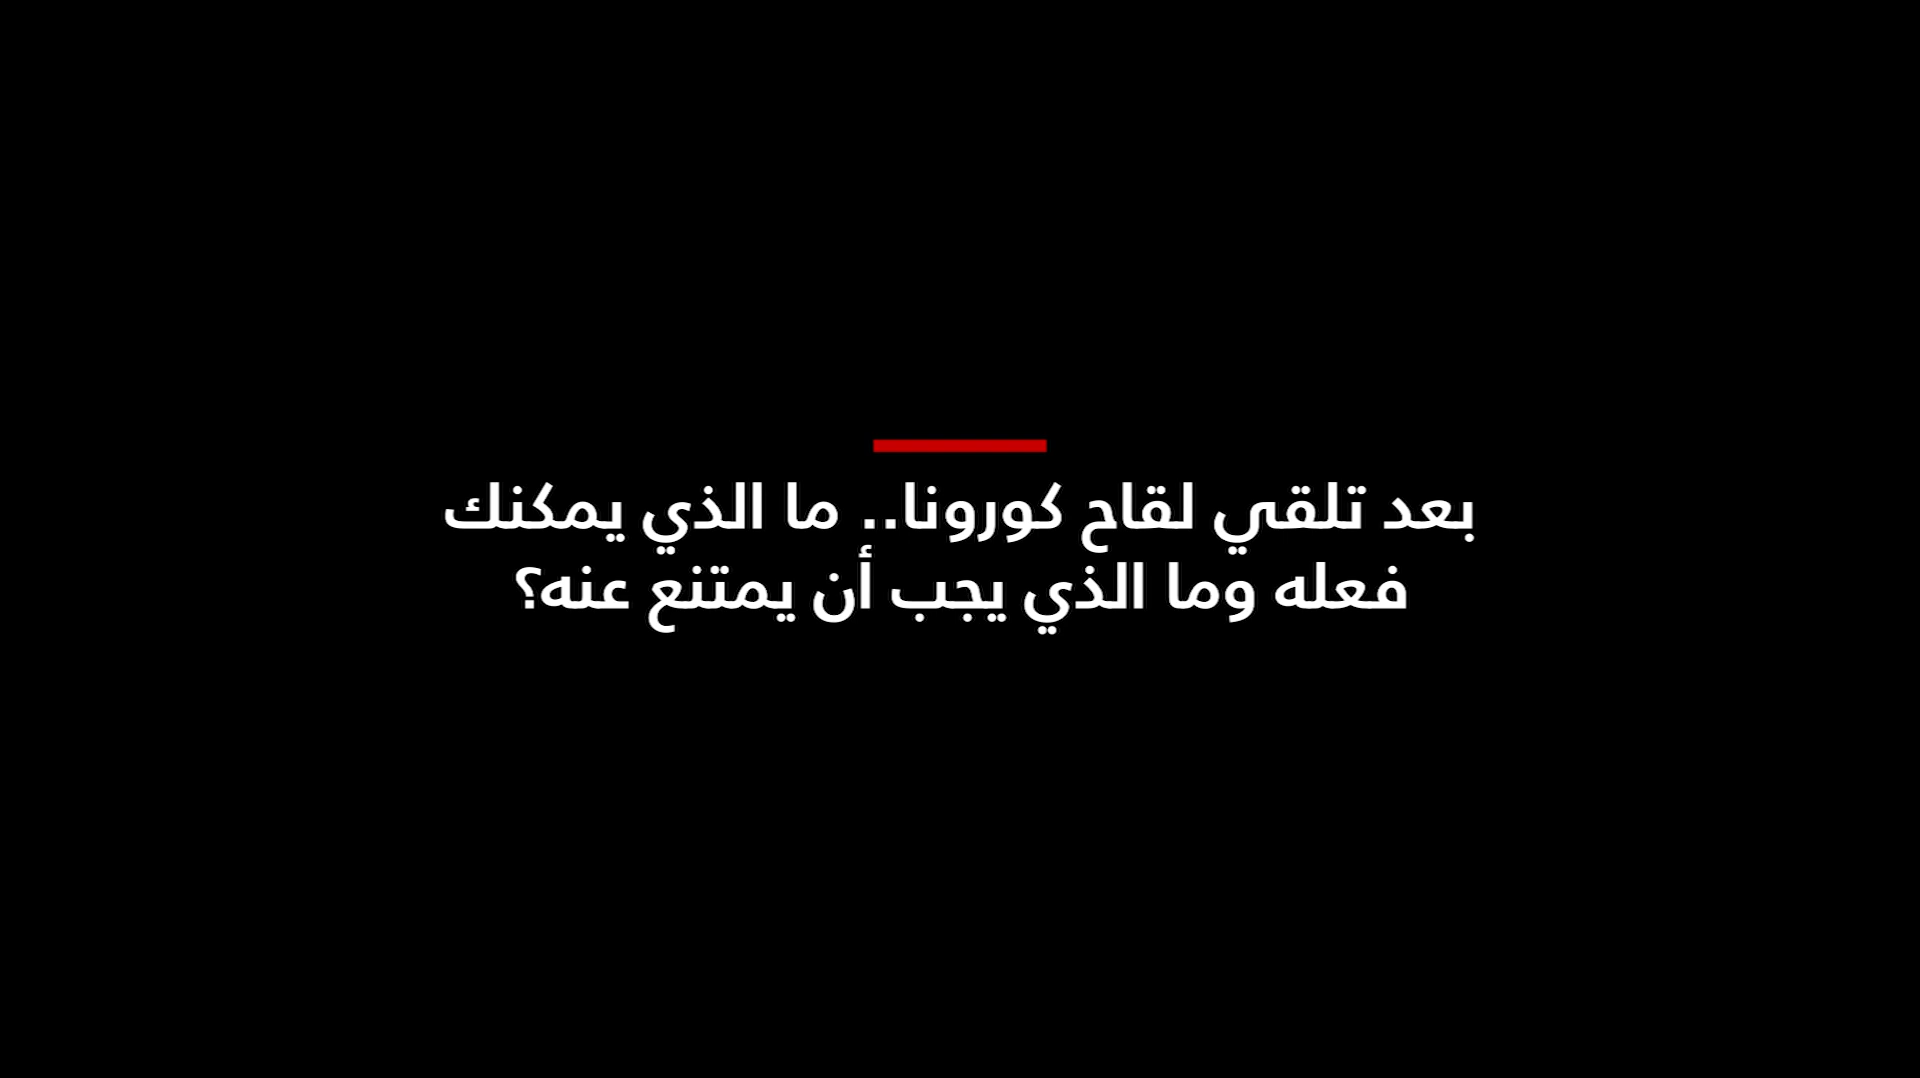 بعد تلقي لقاح كورونا.. ما الذي يمكنك
فعله وما الذي يجب أن يمتنع عنه؟